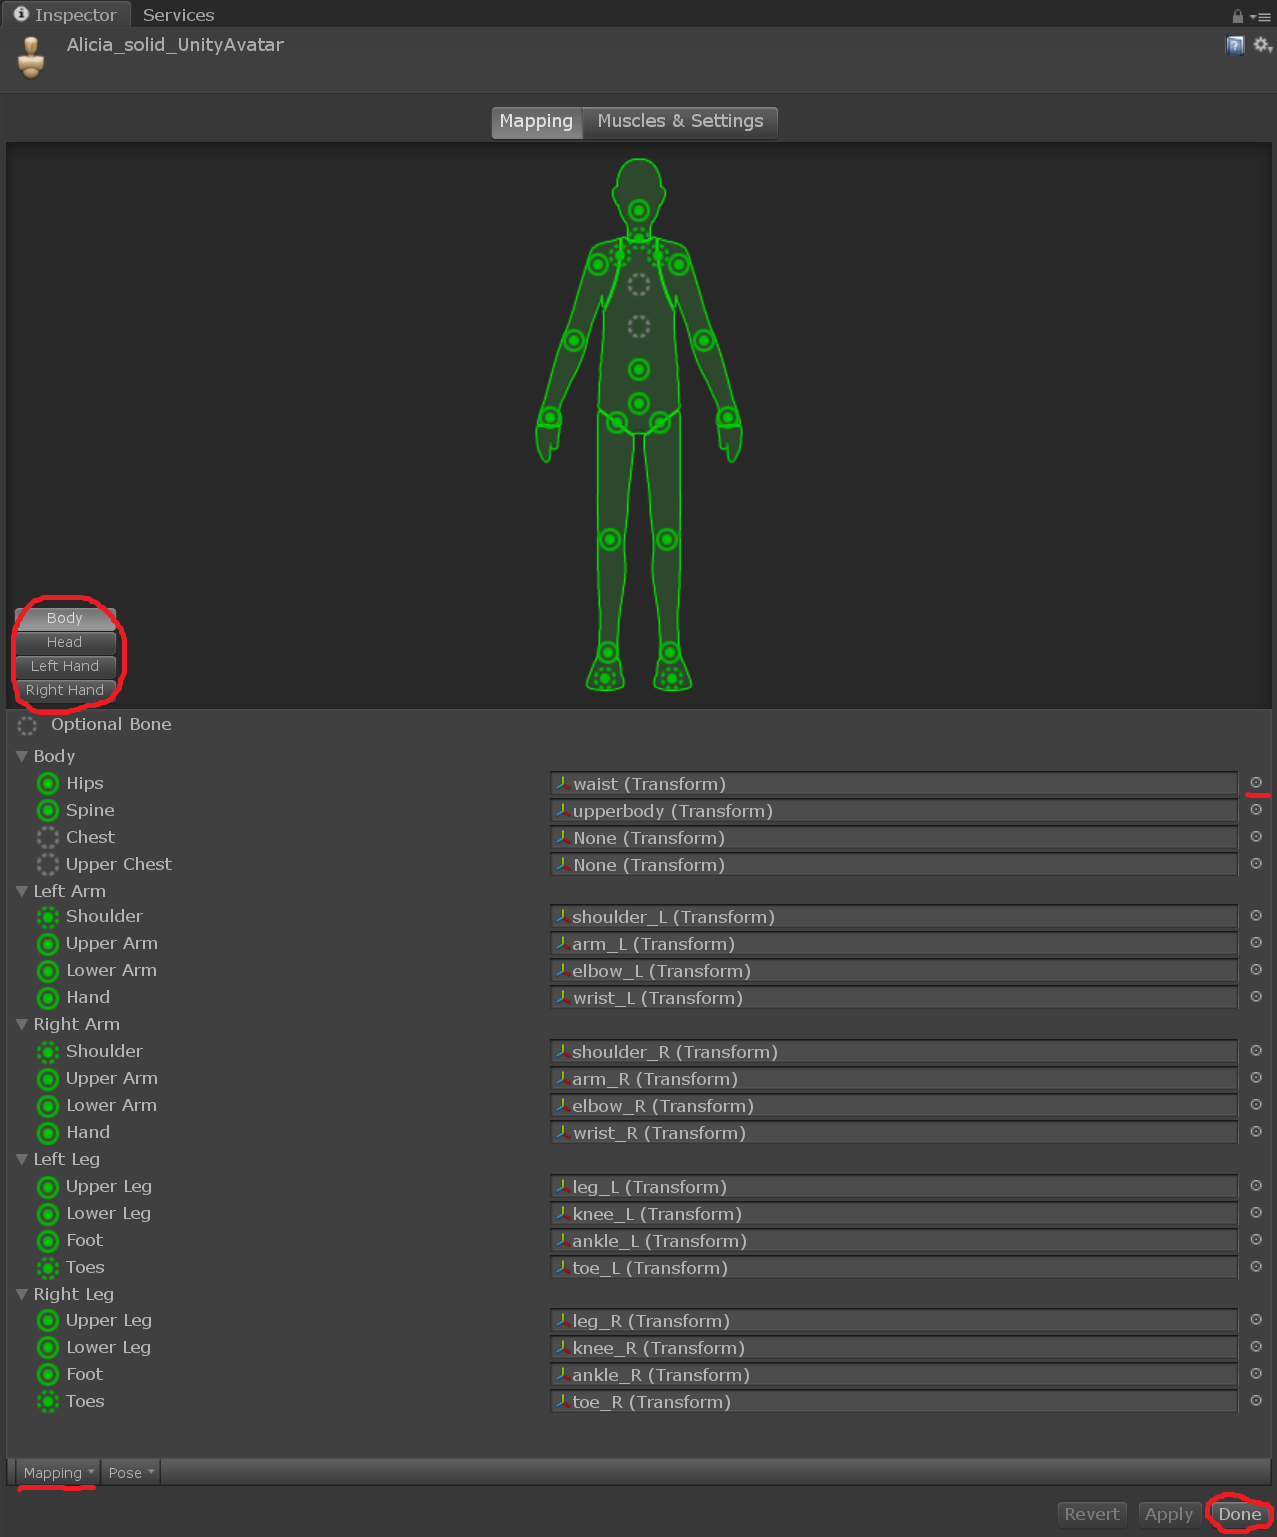 Inspector Services
Alicia_solid_UnityAvatar
Mapping Muscles & Settings
Body
Head
Left Hand
Right Hand
Optional Bone
Body
Hips waist (Transform)
Spine upperbody (Transform)
Chest None (Transform)
Upper Chest None (Transform)
Left Arm
Shoulder shoulder_L (Transform)
Upper Arm arm_L (Transform)
Lower Arm elbow_L (Transform)
Hand wrist_L (Transform)
Right Arm
Shoulder shoulder_R (Transform)
Upper Arm arm_R (Transform)
Lower Arm elbow_R (Transform)
Hand wrist_R (Transform)
Left Leg
Upper Leg leg_L (Transform)
Lower Leg knee_L (Transform)
Foot ankle_L (Transform)
Toes toe_L (Transform)
Right Leg
Upper Leg leg_R (Transform)
Lower Leg knee_R (Transform)
Foot ankle_R (Transform)
Toes toe_R (Transform)
Mapping Pose
Revert Apply Done